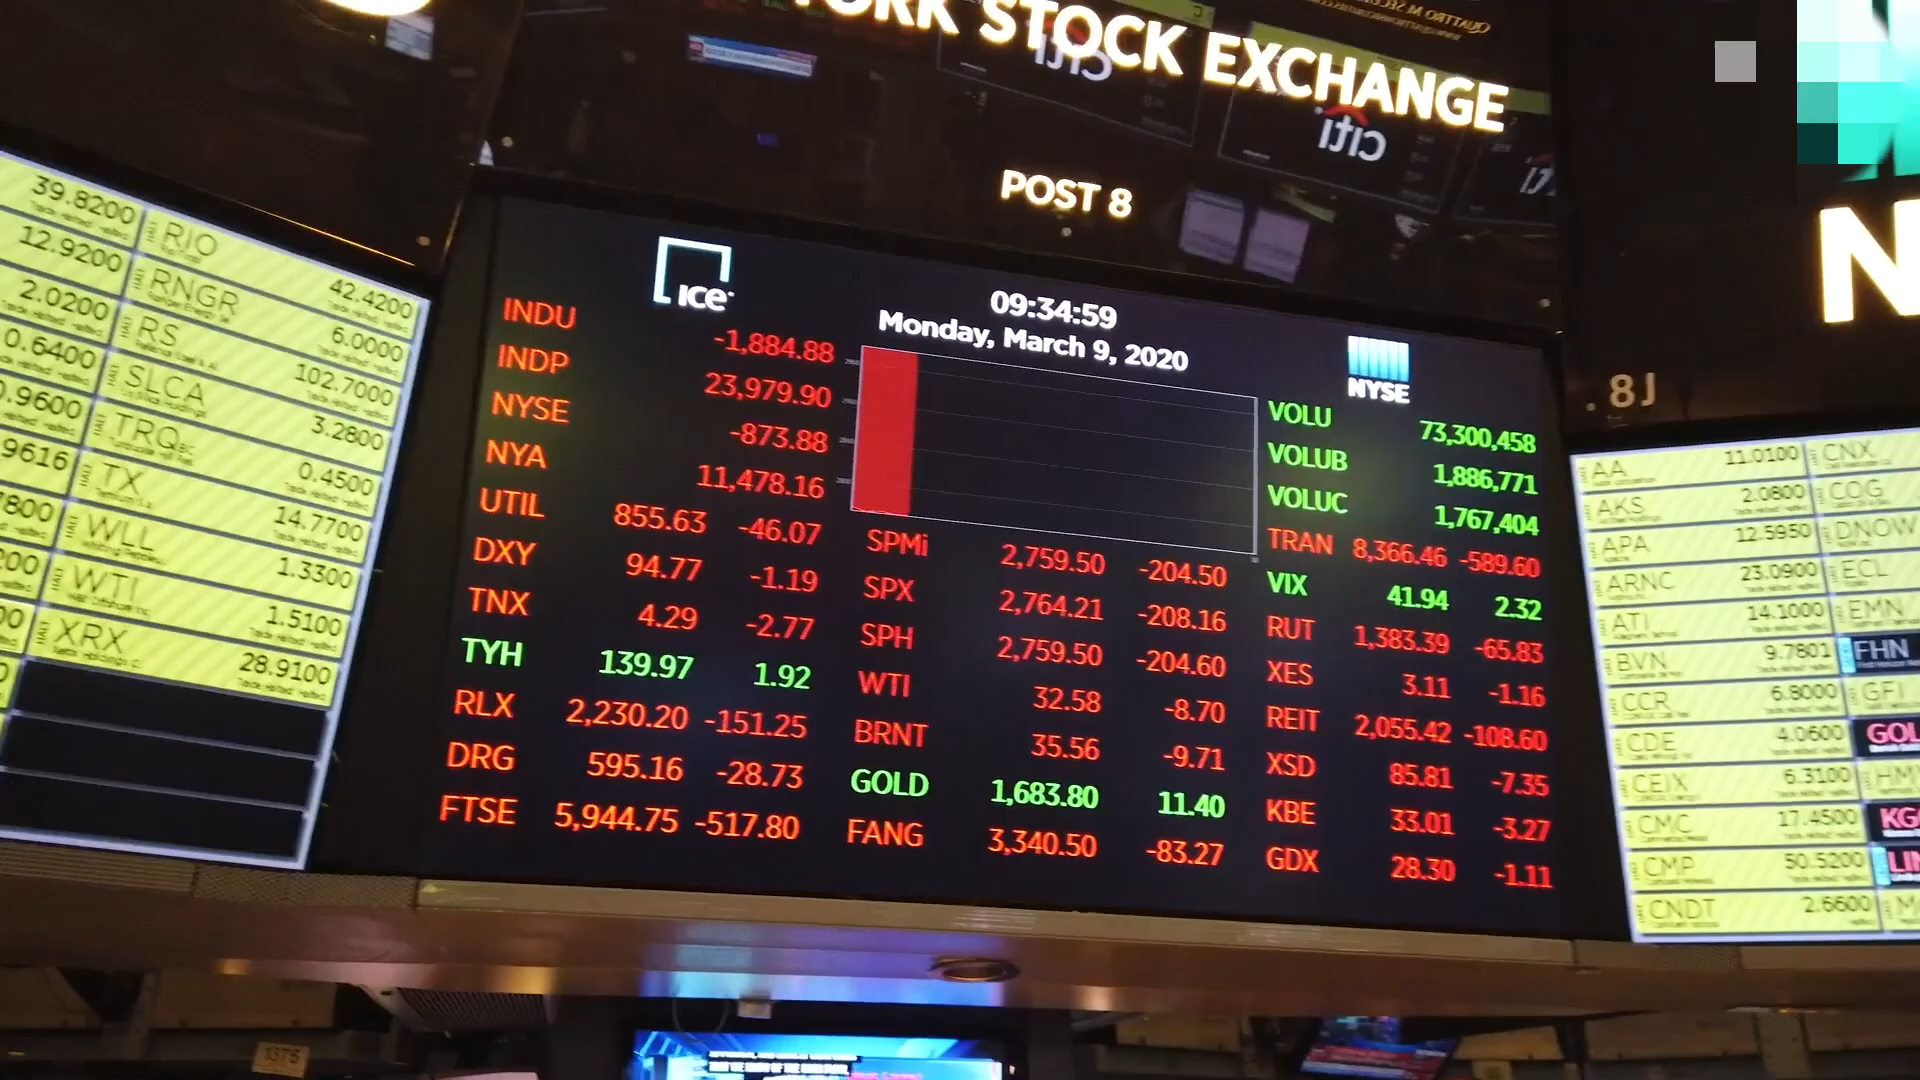 YORK STOCK EXCHANGE
citi
citi
POST 8
ICE
09:34:59
Monday, March 9, 2020
NYSE
INDU -1,884.88
INDP 23,979.90
NYSE -873.88
NYA 11,478.16
UTIL 855.63 -46.07
DXY 94.77 -1.19
TNX 4.29 -2.77
TYH 139.97 1.92
RLX 2,230.20 -151.25
DRG 595.16 -28.73
FTSE 5,944.75 -517.80
SPMi 2,759.50 -204.50
SPX 2,764.21 -208.16
SPH 2,759.50 -204.60
WTI 32.58 -8.70
BRNT 35.56 -9.71
GOLD 1,683.80 11.40
FANG 3,340.50 -83.27
VOLU 73,300,458
VOLUB 1,886,771
VOLUC 1,767,404
TRAN 8,366.46 -589.60
VIX 41.94 2.32
RUT 1,383.39 -65.83
XES 3.11 -1.16
REIT 2,055.42 -108.60
XSD 85.81 -7.35
KBE 33.01 -3.27
GDX 28.30 -1.11
39.8200 RIO 42.4200
12.9200 RNGR 6.0000
2.0200 RS 102.7000
0.6400 SLCA 3.2800
0.9600 TRQ 0.4500
.9616 TX 14.7700
WLL 1.3300
WTI 1.5100
XRX 28.9100
8J
AA 11.0100 CNX
AKS 2.0800 COG
APA 12.5950 DNOW
ARNC 23.0900 ECL
ATI 14.1000 EMN
BVN 9.7801 FHN
CCR 6.8000 GFI
CDE 4.0600 GOL
CEIX 6.3100 HM
CMC 17.4500 KG
CMP 50.5200 LIN
CNDT 2.6600
1375